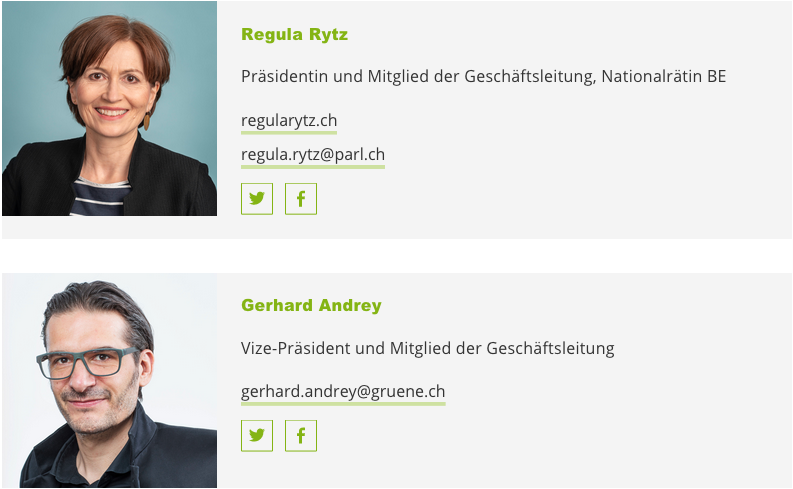 Regula Rytz
Präsidentin und Mitglied der Geschäftsleitung, Nationalrätin BE
regularytz.ch
regula.rytz@parl.ch
Gerhard Andrey
Vize-Präsident und Mitglied der Geschäftsleitung
gerhard.andrey@gruene.ch